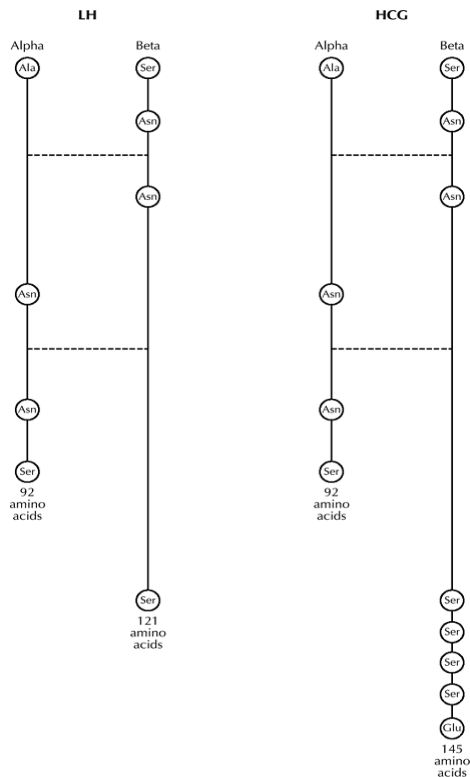 LH
HCG
Alpha
Beta
Alpha
Beta
Ala
Ser
Ala
Ser
Asn
Asn
Asn
Asn
Asn
Asn
Asn
Asn
Ser
Ser
92
amino
acids
92
amino
acids
Ser
Ser
121
amino
acids
Ser
Ser
Ser
Glu
145
amino
acids